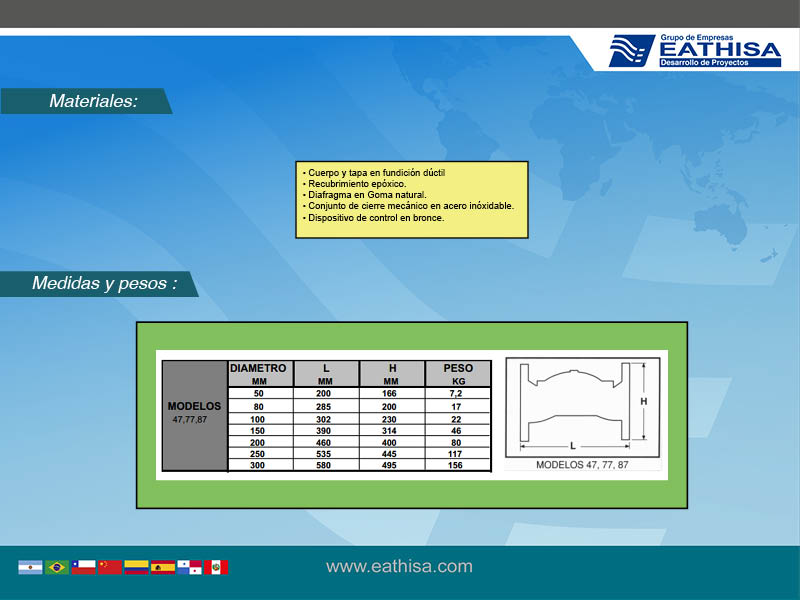 Grupo de Empresas
EATHISA
Desarrollo de Proyectos
Materiales:
• Cuerpo y tapa en fundición dúctil
• Recubrimiento epóxico.
• Diafragma en Goma natural.
• Conjunto de cierre mecánico en acero inóxidable.
• Dispositivo de control en bronce.
Medidas y pesos :
MODELOS
47,77,87
DIAMETRO L H PESO
MM MM MM KG
50 200 166 7,2
80 285 200 17
100 302 230 22
150 390 314 46
200 460 400 80
250 535 445 117
300 580 495 156
H
L
MODELOS 47, 77, 87
www.eathisa.com